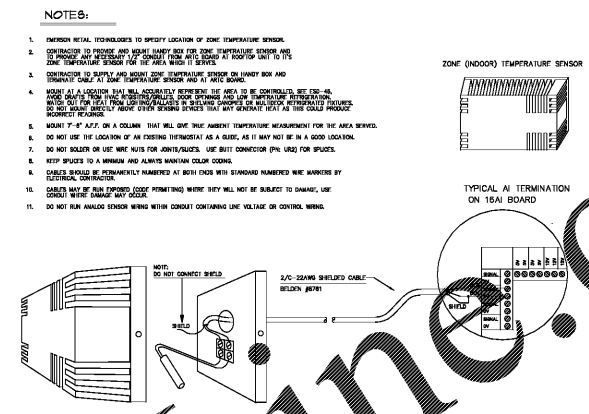 NOTES:
1. EMERSON RETAIL TECHNOLOGIES TO SPECIFY LOCATION OF ZONE TEMPERATURE SENSOR.
2. CONTRACTOR TO PROVIDE AND MOUNT HANDY BOX FOR ZONE TEMPERATURE SENSOR AND
TO PROVIDE ANY NECESSARY 1/2" CONDUIT FROM ARTC BOARD AT ROOFTOP UNIT TO IT'S
ZONE TEMPERATURE SENSOR FOR THE AREA WHICH IT SERVES.
3. CONTRACTOR TO SUPPLY AND MOUNT ZONE TEMPERATURE SENSOR ON HANDY BOX AND
TERMINATE CABLE AT ZONE TEMPERATURE SENSOR AND AT ARTC BOARD.
4. MOUNT AT A LOCATION THAT WILL ACCURATELY REPRESENT THE AREA TO BE CONTROLLED, SEE
AVOID DRAFTS FROM HVAC REGISTERS/GRILLES, DOOR OPENINGS AND LOW TEMPERATURE REFRIGERATION.
WATCH OUT FOR HEAT FROM LIGHTING/BALLASTS IN SHELVING CANOPIES OR MULTIDECK REFRIGERATED FIXTURES.
DO NOT MOUNT DIRECTLY ABOVE OTHER SENSING DEVICES THAT MAY GENERATE HEAT AS THIS COULD PRODUCE
INCORRECT READINGS.
5. MOUNT 7'-6" A.F.F. ON A COLUMN THAT WILL GIVE TRUE AMBIENT TEMPERATURE MEASUREMENT FOR THE AREA SERVED.
6. DO NOT USE THE LOCATION OF AN EXISTING THERMOSTAT AS A GUIDE, AS IT MAY NOT BE IN A GOOD LOCATION.
7. DO NOT SOLDER OR USE WIRE NUTS FOR JOINTS/SLICES. USE BUTT CONNECTOR (PN: UR2) FOR SPLICES.
8. KEEP SPLICES TO A MINIMUM AND ALWAYS MAINTAIN COLOR CODING.
9. CABLES SHOULD BE PERMANENTLY NUMBERED AT BOTH ENDS WITH STANDARD NUMBERED WIRE MARKERS BY
ELECTRICAL CONTRACTOR.
10. CABLES MAY BE RUN EXPOSED (CODE PERMITTING) WHERE THEY WILL NOT BE SUBJECT TO DAMAGE, USE
CONDUIT WHERE DAMAGE MAY OCCUR.
11. DO NOT RUN ANALOG SENSOR WIRING WITHIN CONDUIT CONTAINING LINE VOLTAGE OR CONTROL WIRING.
ZONE (INDOOR) TEMPERATURE SENSOR
TYPICAL AI TERMINATION
ON 16AI BOARD
5V 5V 5V 12V 12V 12V
SIGNAL
0V
SIGNAL
0V
SHIELD
NOTE:
DO NOT CONNECT SHIELD
SHIELD
2/C-22AWG SHIELDED CABLE
BELDEN #8761